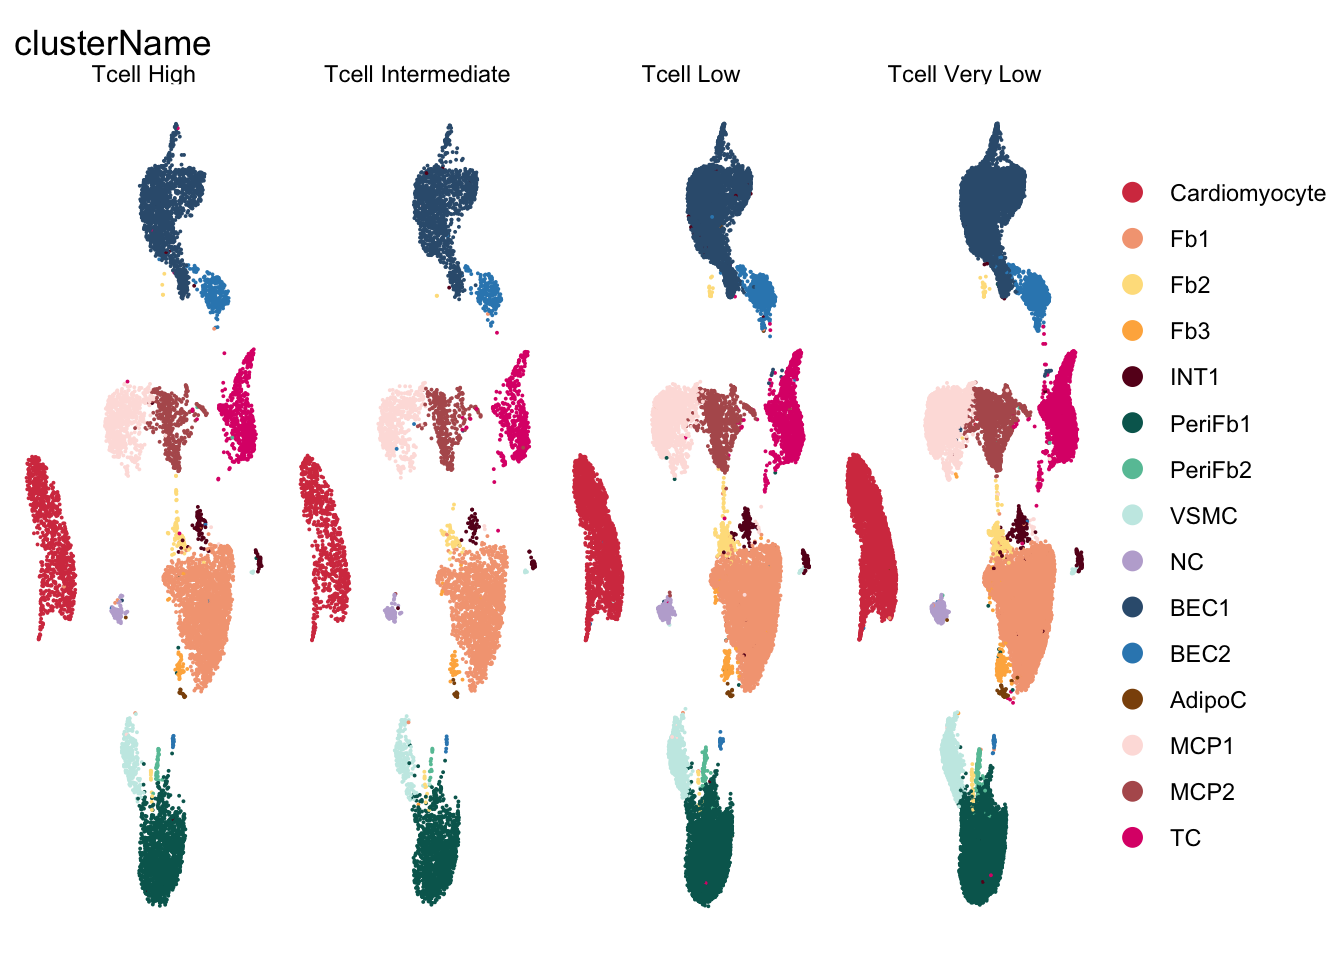 clusterName
Tcell High
Tcell Intermediate
Tcell Low
Tcell Very Low
Cardiomyocyte
Fb1
Fb2
Fb3
INT1
PeriFb1
PeriFb2
VSMC
NC
BEC1
BEC2
AdipoC
MCP1
MCP2
TC